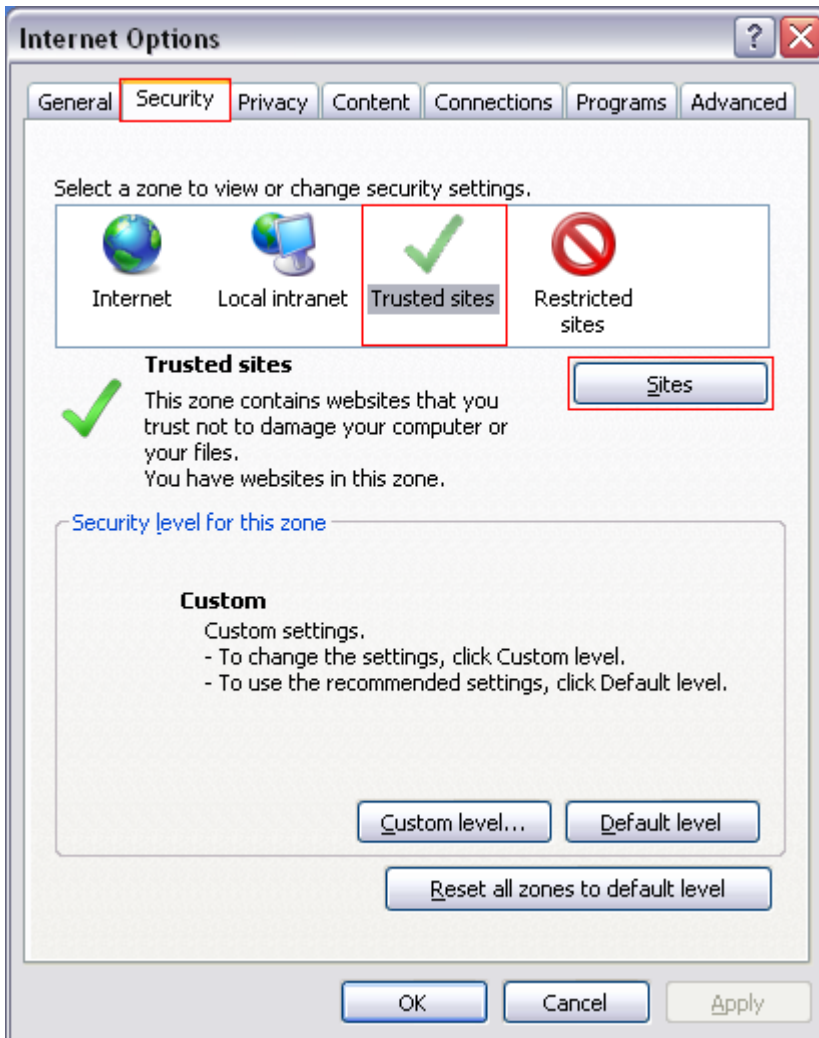 Internet Options
General Security Privacy Content Connections Programs Advanced
Select a zone to view or change security settings.
Internet Local intranet Trusted sites Restricted
sites
Trusted sites
Sites
This zone contains websites that you
trust not to damage your computer or
your files.
You have websites in this zone.
Security level for this zone
Custom
Custom settings.
- To change the settings, click Custom level.
- To use the recommended settings, click Default level.
Custom level... Default level
Reset all zones to default level
OK Cancel Apply